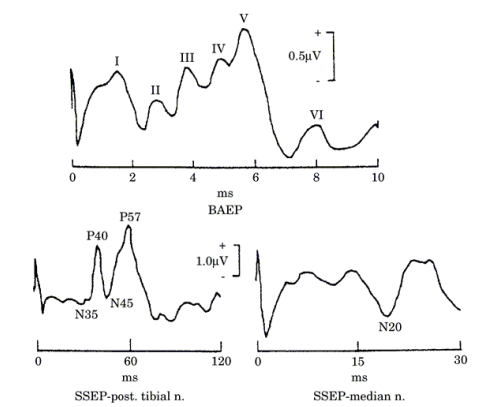 V
+
0.5μV
-
I
II
III
IV
VI
0 2 4 6 8 10
ms
BAEP
P57
P40
+
1.0μV
-
N35
N45
N20
0 60 120
ms
SSEP-post. tibial n.
0 15 30
ms
SSEP-median n.